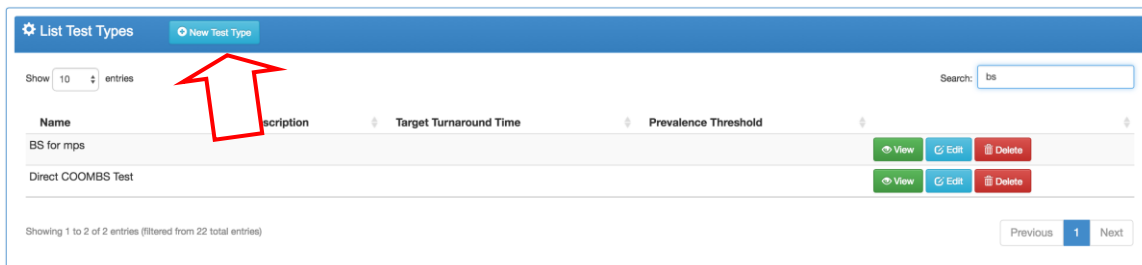 List Test Types New Test Type
Show 10 entries Search: bs
Name scription Target Turnaround Time Prevalence Threshold
BS for mps View Edit Delete
Direct COOMBS Test View Edit Delete
Showing 1 to 2 of 2 entries (filtered from 22 total entries) Previous 1 Next